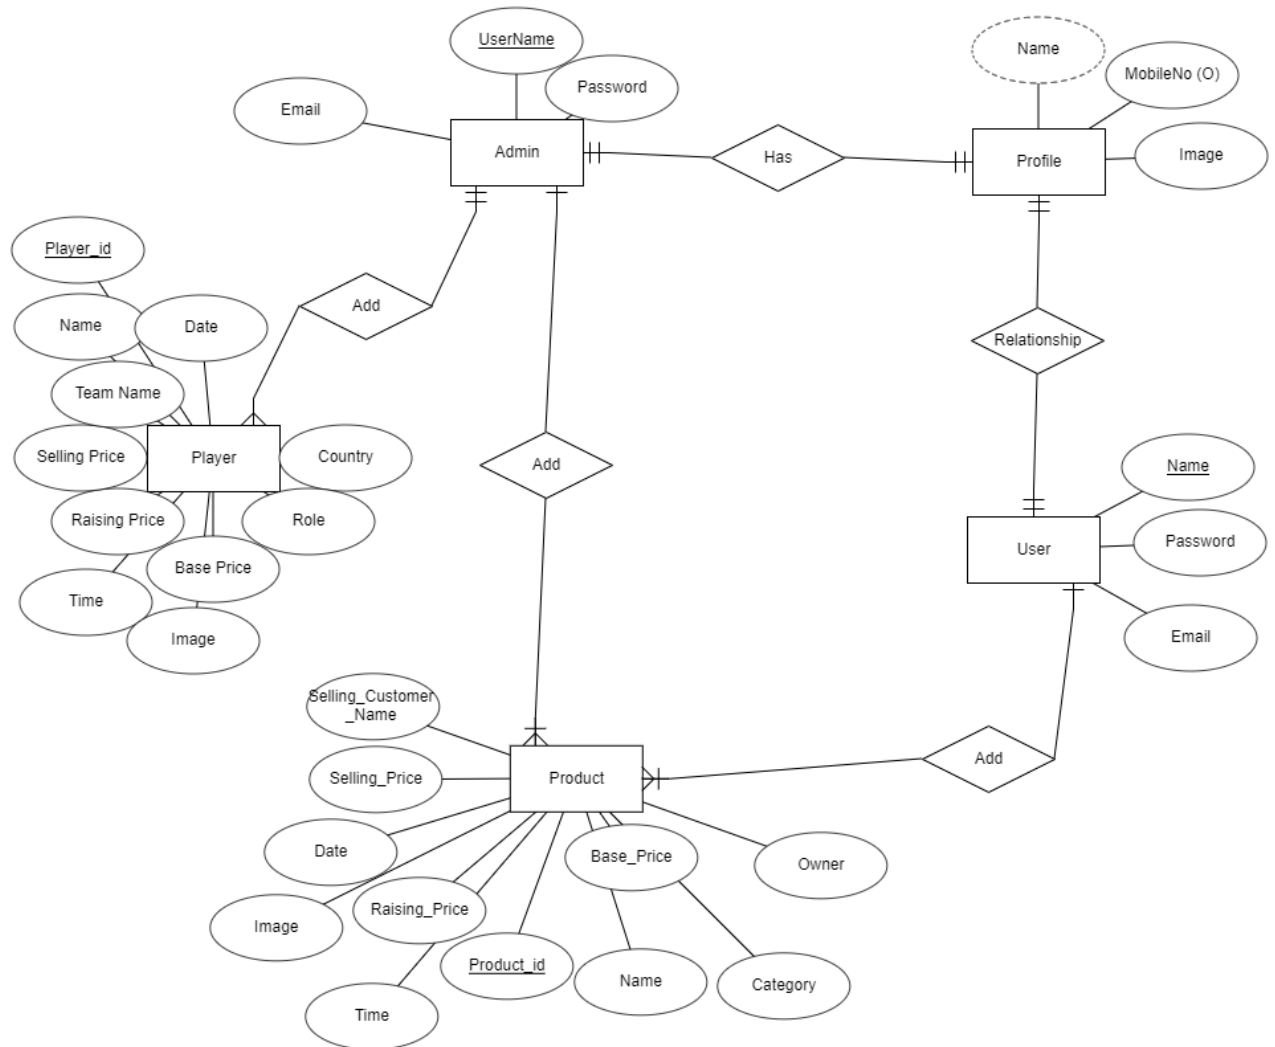 UserName
Name
MobileNo (O)
Password
Email
Admin
Has
Profile
Image
Player_id
Add
Name
Date
Relationship
Team Name
Selling Price
Player
Country
Add
Name
Raising Price
Role
User
Password
Base Price
Time
Image
Email
Selling_Customer
_Name
Selling_Price
Product
Add
Date
Base_Price
Owner
Image
Raising_Price
Product_id
Name
Category
Time